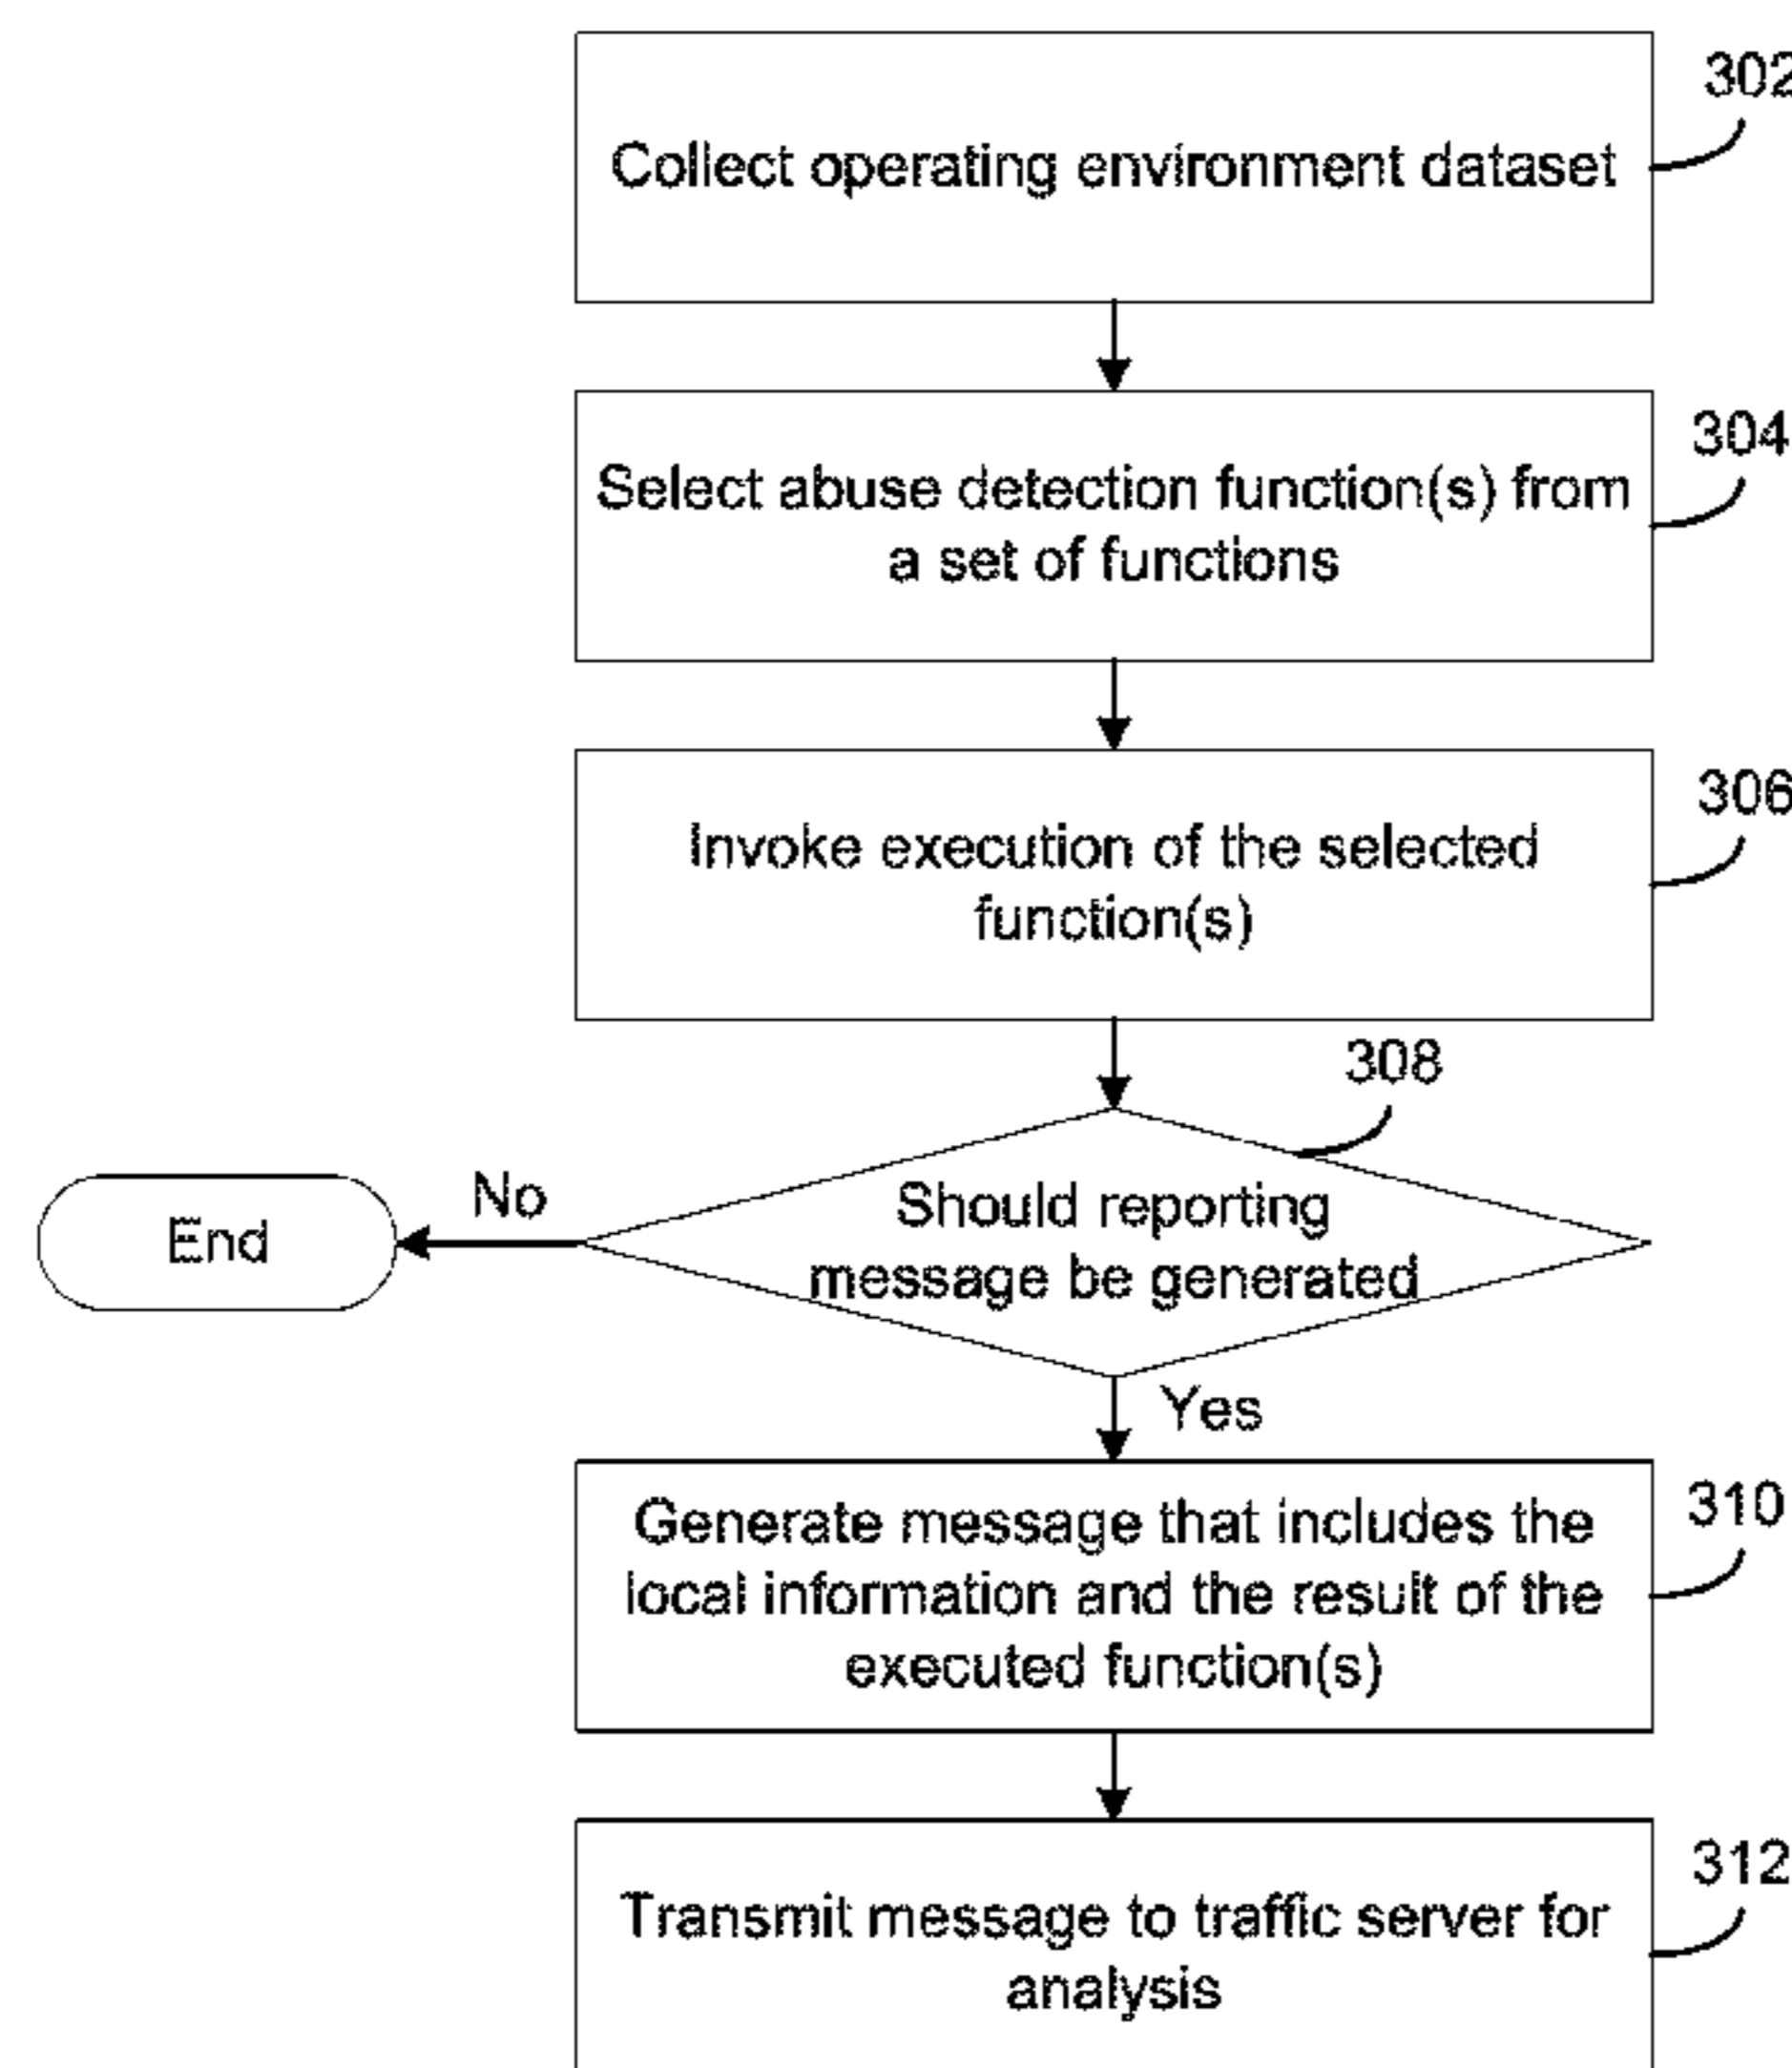 302
Collect operating environment dataset
304
Select abuse detection function(s) from
a set of functions
306
Invoke execution of the selected
function(s)
308
Should reporting
message be generated
No
End
Yes
310
Generate message that includes the
local information and the result of the
executed function(s)
312
Transmit message to traffic server for
analysis